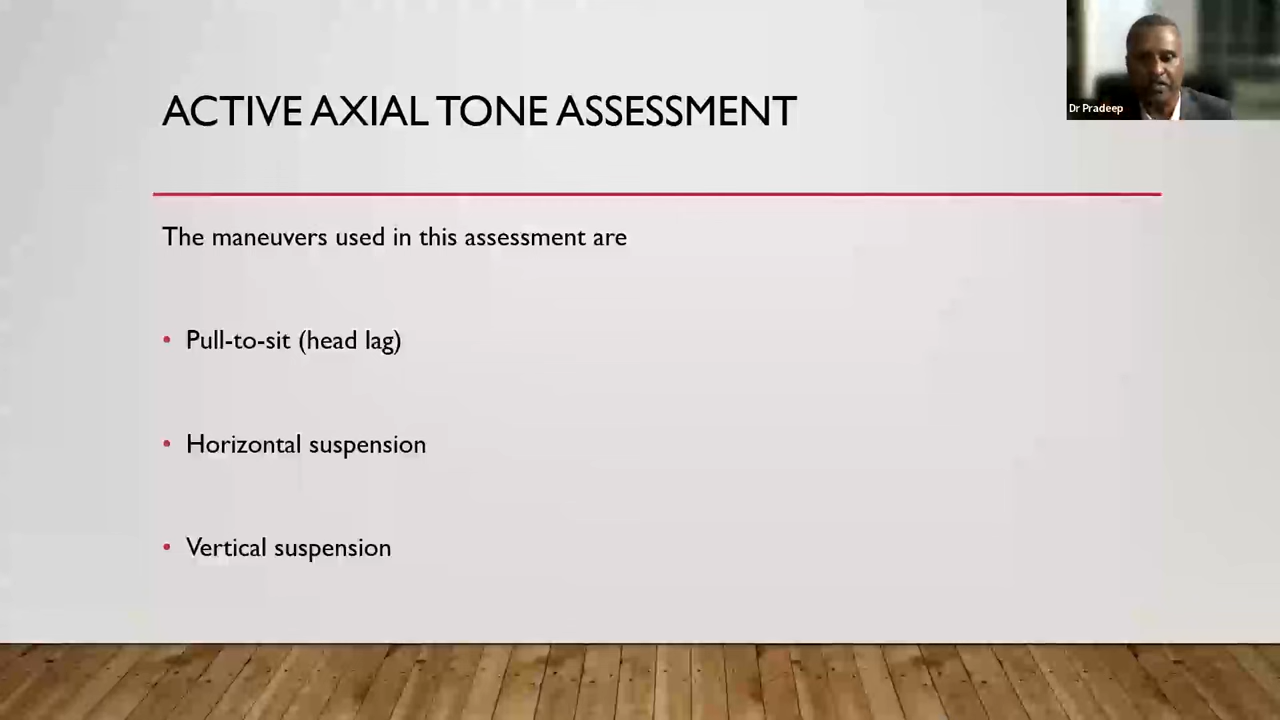 ACTIVE AXIAL TONE ASSESSMENT
Dr Pradeep
The maneuvers used in this assessment are
• Pull-to-sit (head lag)
• Horizontal suspension
• Vertical suspension